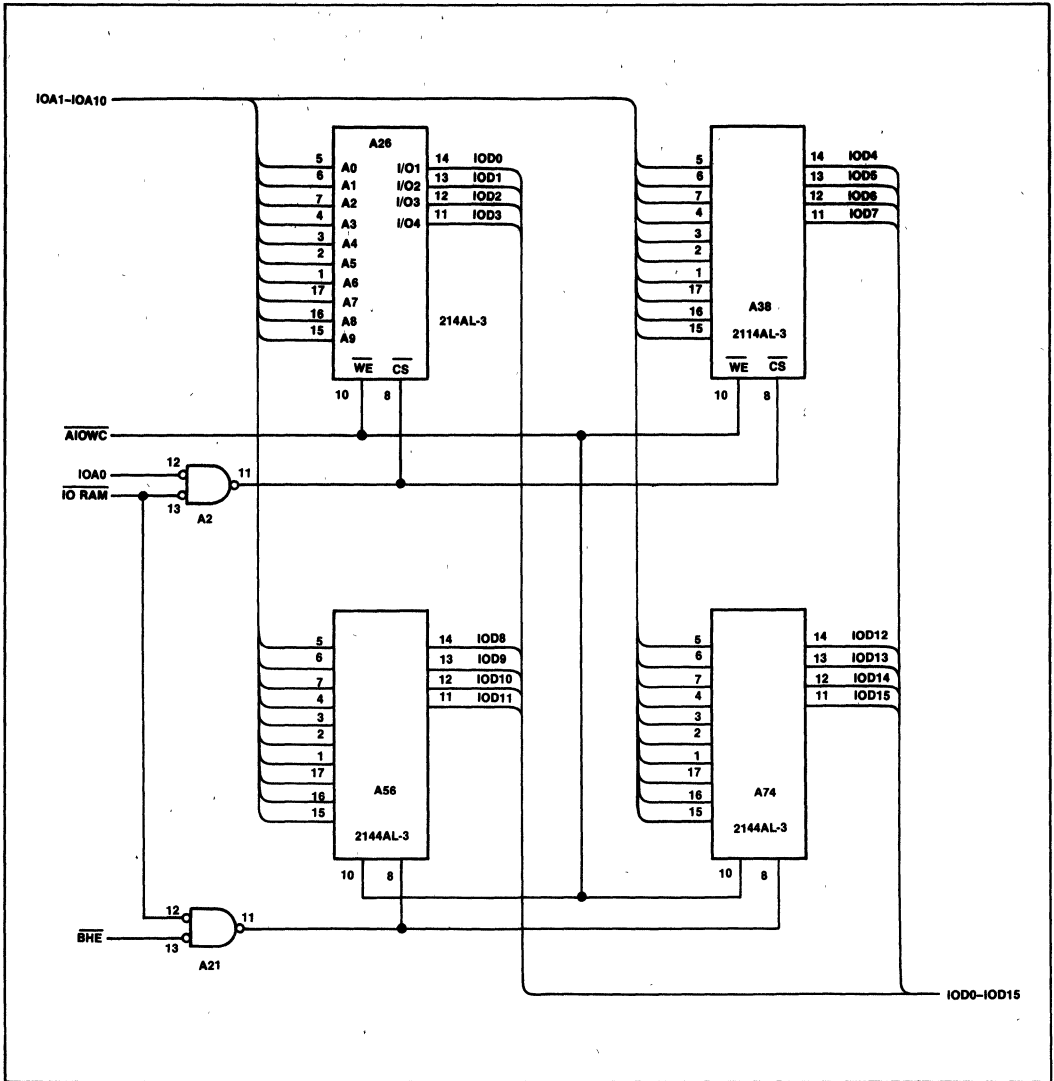 IOA1–IOA10
A26
5 A0 I/O1 14 IOD0
6 A1 I/O2 13 IOD1
7 A2 I/O3 12 IOD2
4 A3 I/O4 11 IOD3
3 A4
2 A5
1 A6
17 A7
16 A8
15 A9
214AL-3
WE CS
10 8
5 14 IOD4
6 13 IOD5
7 12 IOD6
4 11 IOD7
3
2
1
17
16
15
A38
2114AL-3
WE CS
10 8
AIOWC
IOA0 12
IO RAM 13
11
A2
5 14 IOD8
6 13 IOD9
7 12 IOD10
4 11 IOD11
3
2
1
17
16
15
A56
2144AL-3
10 8
5 14 IOD12
6 13 IOD13
7 12 IOD14
4 11 IOD15
3
2
1
17
16
15
A74
2144AL-3
10 8
12
BHE 13
11
A21
IOD0–IOD15